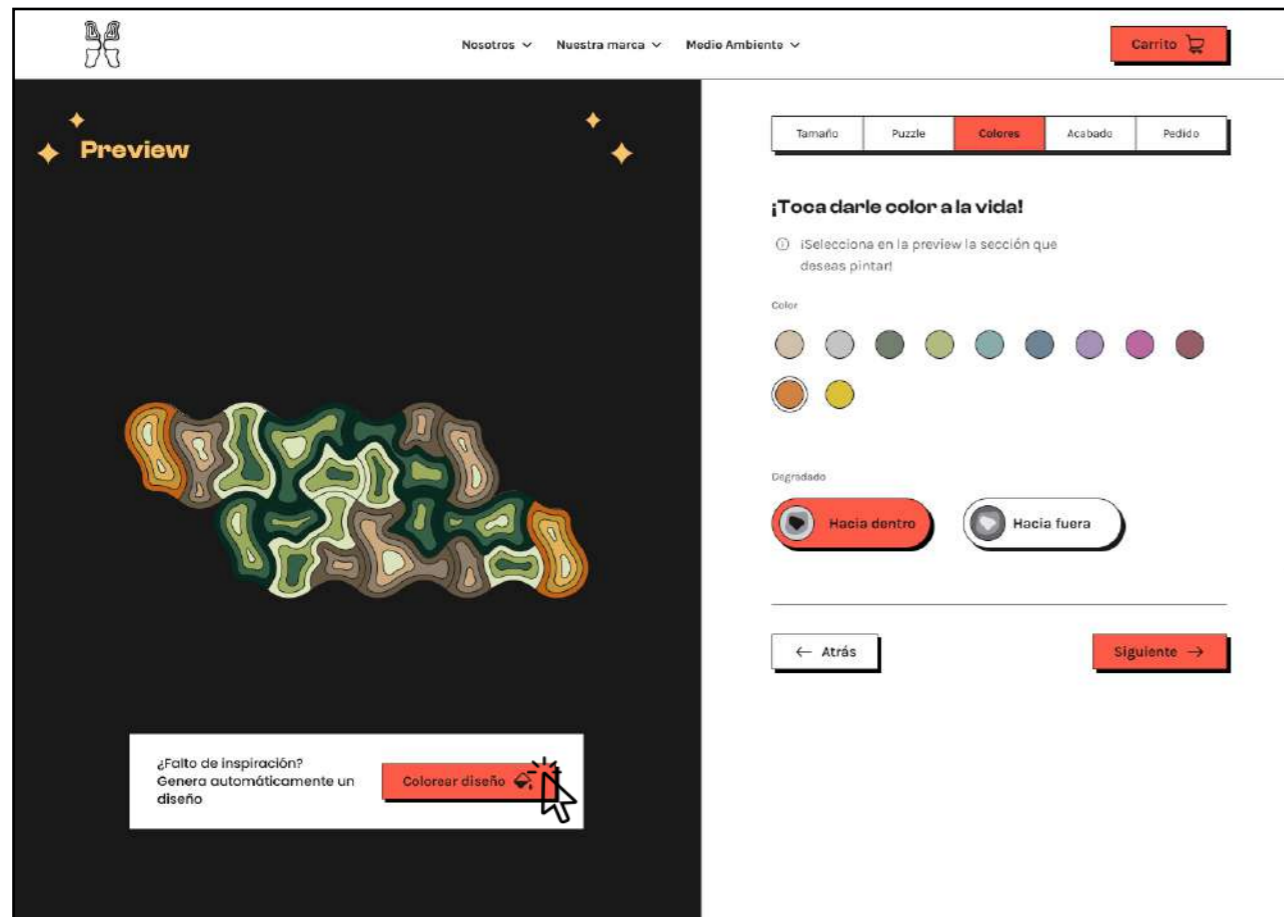 Nosotros
Nuestra marca
Medio Ambiente
Carrito
Preview
Tamaño
Puzzle
Colores
Acabado
Pedido
¡Toca darle color a la vida!
¡Selecciona en la preview la sección que
deseas pintar!
Color
Degradado
Hacia dentro
Hacia fuera
← Atrás
Siguiente →
¿Falto de inspiración?
Genera automáticamente un
diseño
Colorear diseño